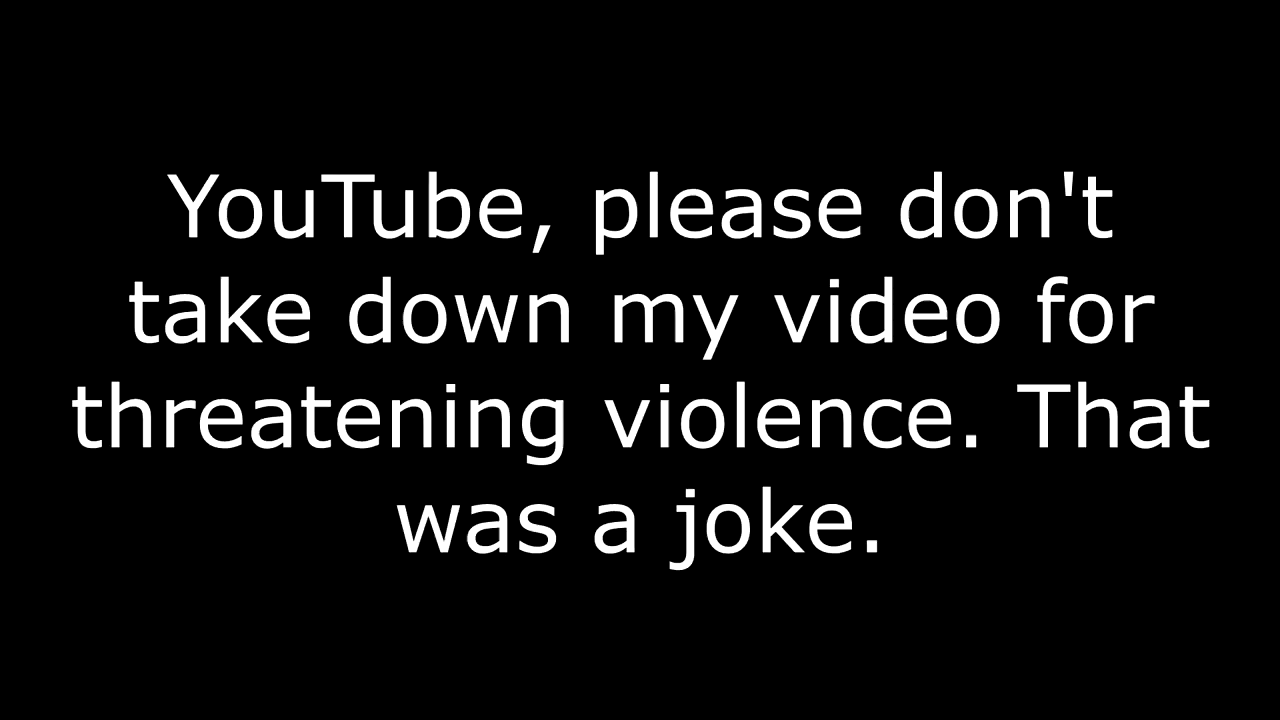 YouTube, please don't
take down my video for
threatening violence. That
was a joke.